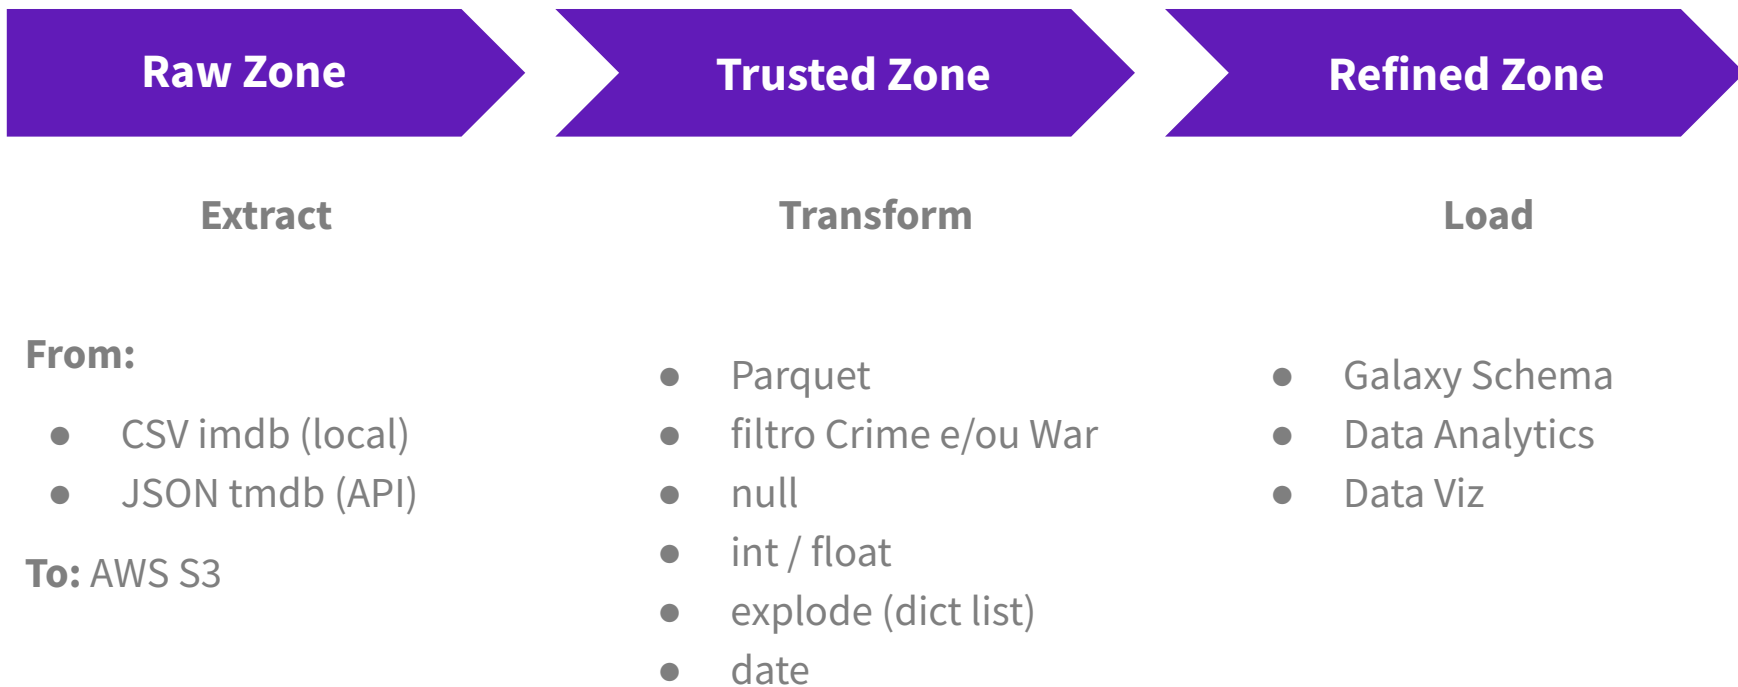 Raw Zone
Trusted Zone
Refined Zone
Extract
Transform
Load
From:
● CSV imdb (local)
● JSON tmdb (API)
To: AWS S3
● Parquet
● filtro Crime e/ou War
● null
● int / float
● explode (dict list)
● date
● Galaxy Schema
● Data Analytics
● Data Viz